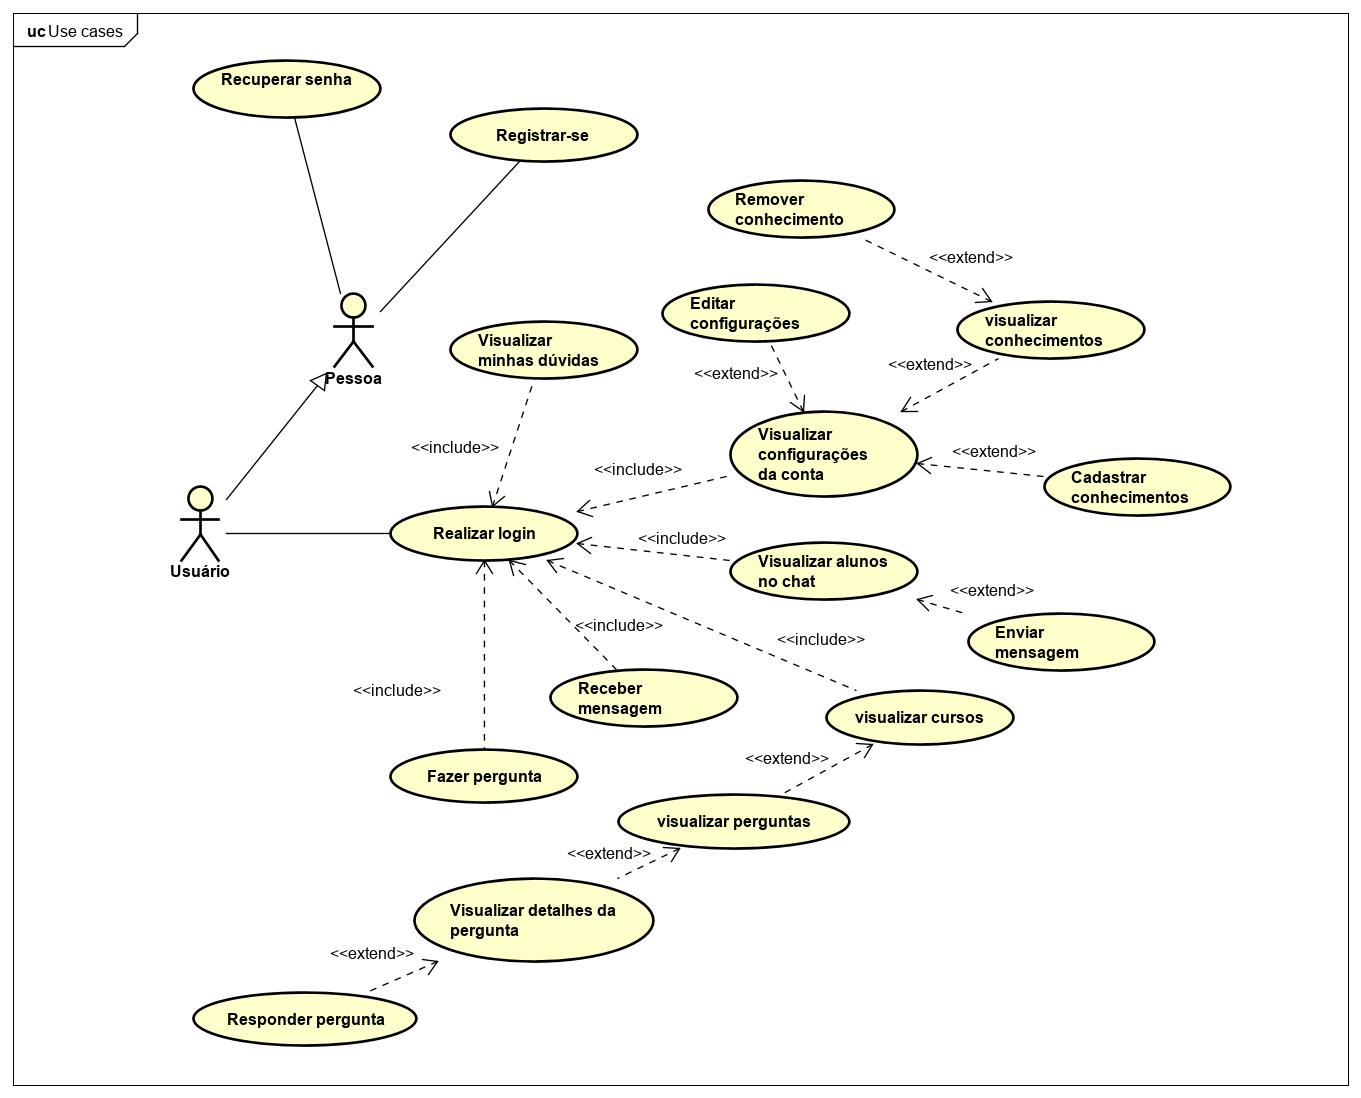 uc Use cases
Recuperar senha
Registrar-se
Remover
conhecimento
<<extend>>
Editar
configurações
visualizar
conhecimentos
Visualizar
minhas dúvidas
<<extend>>
<<extend>>
Pessoa
<<include>>
<<include>>
Visualizar
configurações
da conta
<<extend>>
Cadastrar
conhecimentos
Realizar login
<<include>>
Visualizar alunos
no chat
Usuário
<<extend>>
<<include>>
<<include>>
Enviar
mensagem
<<include>>
Receber
mensagem
visualizar cursos
<<extend>>
Fazer pergunta
visualizar perguntas
<<extend>>
Visualizar detalhes da
pergunta
<<extend>>
Responder pergunta